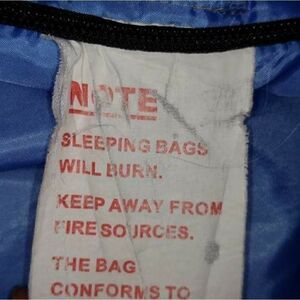 NOTE
SLEEPING BAGS
WILL BURN.
KEEP AWAY FROM
FIRE SOURCES.
THE BAG
CONFORMS TO